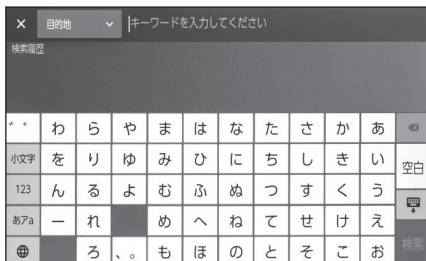 × 目的地 キーワードを入力してください
検索履歴
゛゜ わ ら や ま は な た さ か あ
小文字 を り ゆ み ひ に ち し き い 空白
123 ん る よ む ふ ぬ つ す く う
あアa ー れ め へ ね て せ け え
ろ 、。 も ほ の と そ こ お 検索